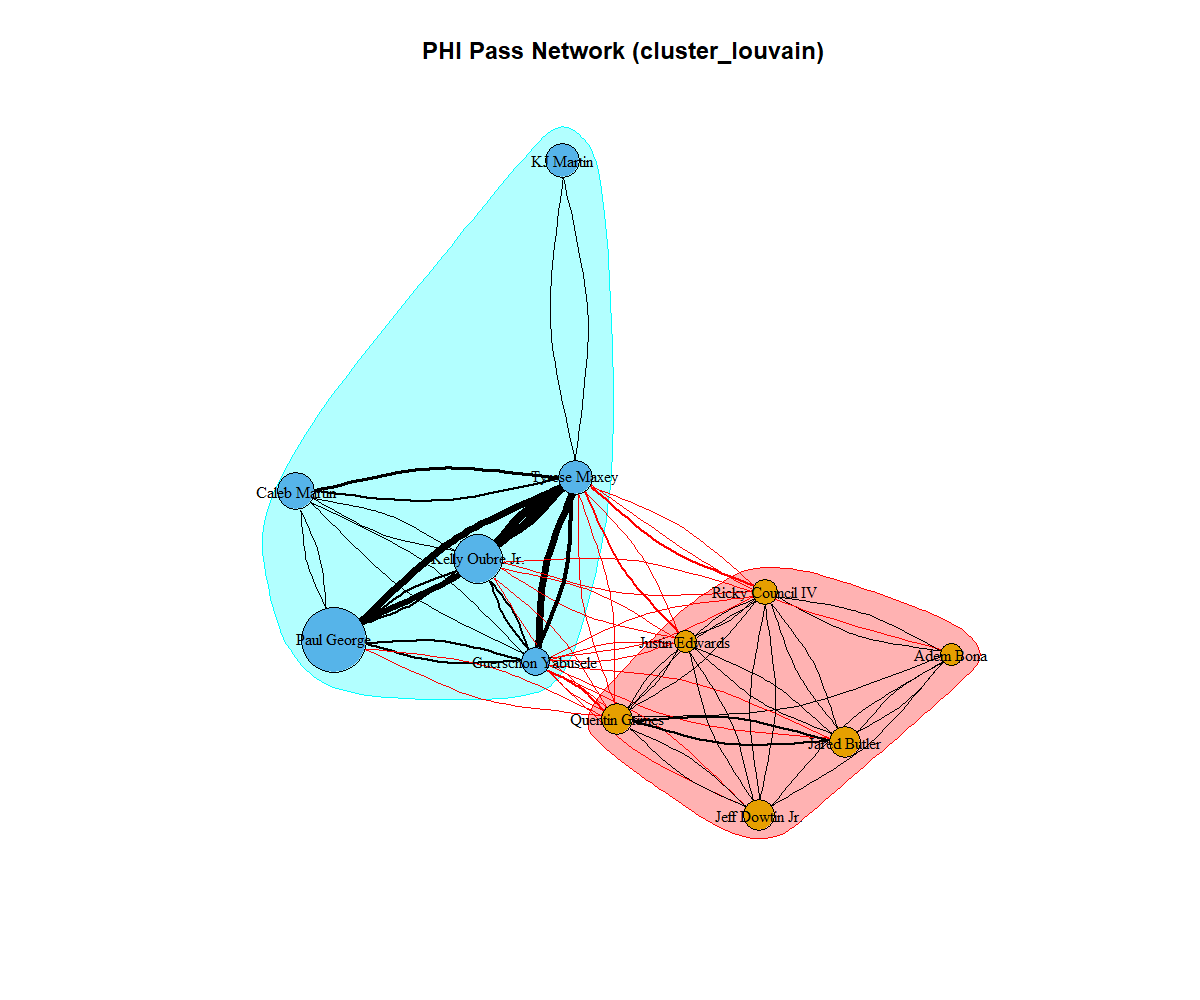 PHI Pass Network (cluster_louvain)
KJ Martin
Tyrese Maxey
Caleb Martin
Kelly Oubre Jr.
Ricky Council IV
Paul George
Justin Edwards
Adem Bona
Guerschon Yabusele
Quentin Grimes
Jared Butler
Jeff Dowtin Jr.